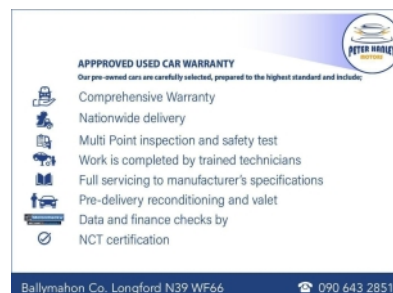 PETER HANLEY
MOTORS
APPPROVED USED CAR WARRANTY
Our pre-owned cars are carefully selected, prepared to the highest standard and include;
Comprehensive Warranty
Nationwide delivery
Multi Point inspection and safety test
Work is completed by trained technicians
Full servicing to manufacturer's specifications
Pre-delivery reconditioning and valet
Data and finance checks by
NCT certification
Ballymahon Co. Longford N39 WF66
090 643 2851